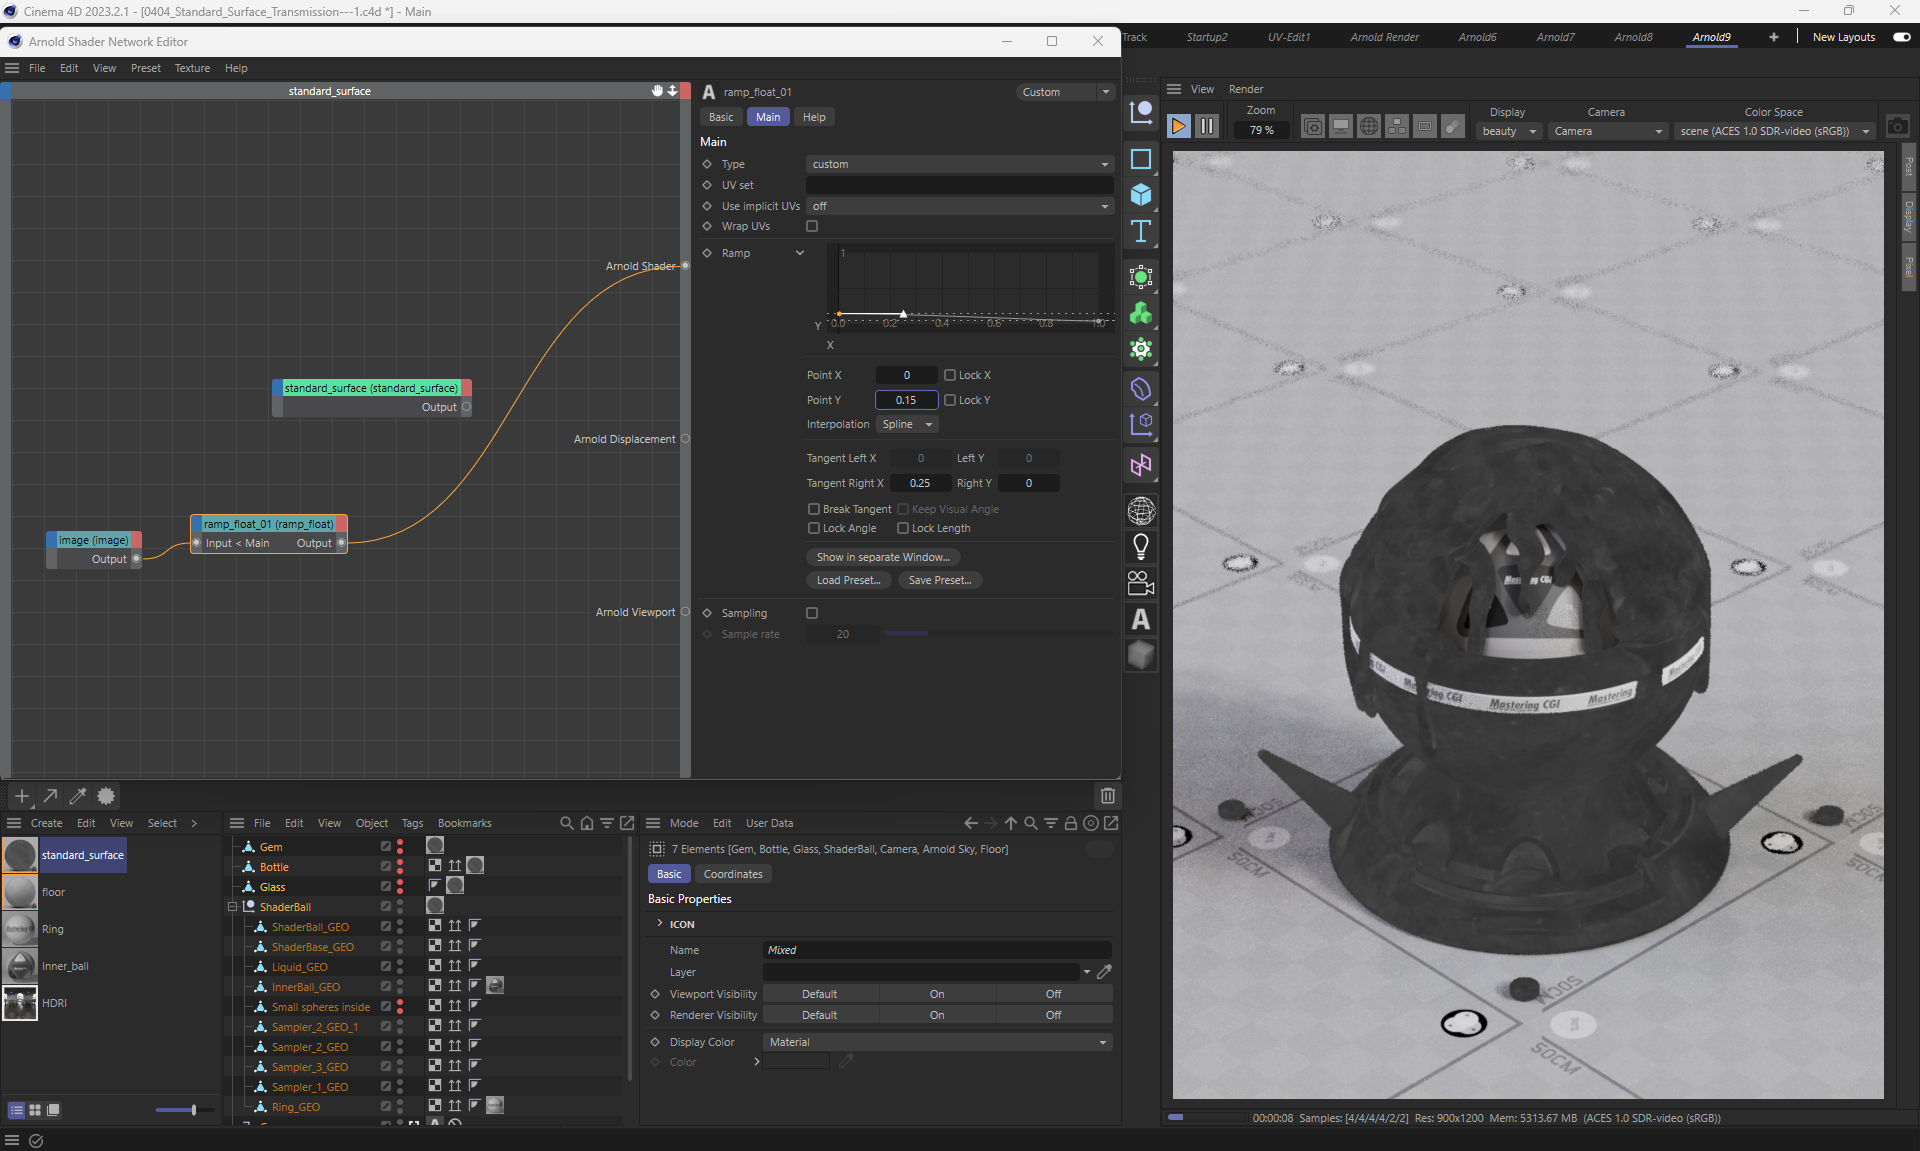 Cinema 4D 2023.2.1 - [0404_Standard_Surface_Transmission---1.c4d *] - Main
Arnold Shader Network Editor
File Edit View Preset Texture Help
Track Startup2 UV-Edit1 Arnold Render Arnold6 Arnold7 Arnold8 Arnold9 + New Layouts
standard_surface
Arnold Shader
standard_surface (standard_surface)
Output
Arnold Displacement
ramp_float_01 (ramp_float)
Input < Main Output
image (image)
Output
Arnold Viewport
A ramp_float_01 Custom
Basic Main Help
Main
Type custom
UV set
Use implicit UVs off
Wrap UVs
Ramp
1
Y 0.0 0.2 0.4 0.6 0.8 1.0
X
Point X 0 Lock X
Point Y 0.15 Lock Y
Interpolation Spline
Tangent Left X 0 Left Y 0
Tangent Right X 0.25 Right Y 0
Break Tangent Keep Visual Angle
Lock Angle Lock Length
Show in separate Window...
Load Preset... Save Preset...
Sampling
Sample rate 20
View Render
Zoom
79 %
Display
beauty
Camera
Camera
Color Space
scene (ACES 1.0 SDR-video (sRGB))
Post
Display
Pixel
Mastering CGI
Mastering CGI
Mastering
50CM
50CM
50CM
50CM
00:00:08 Samples: [4/4/4/4/2/2] Res: 900x1200 Mem: 5313.67 MB (ACES 1.0 SDR-video (sRGB))
Create Edit View Select >
standard_surface
floor
Ring
Inner_ball
HDRI
File Edit View Object Tags Bookmarks
Gem
Bottle
Glass
ShaderBall
ShaderBall_GEO
ShaderBase_GEO
Liquid_GEO
InnerBall_GEO
Small spheres inside
Sampler_2_GEO_1
Sampler_2_GEO
Sampler_3_GEO
Sampler_1_GEO
Ring_GEO
Mode Edit User Data
7 Elements [Gem, Bottle, Glass, ShaderBall, Camera, Arnold Sky, Floor]
Basic Coordinates
Basic Properties
> ICON
Name Mixed
Layer
Viewport Visibility Default On Off
Renderer Visibility Default On Off
Display Color Material
Color >